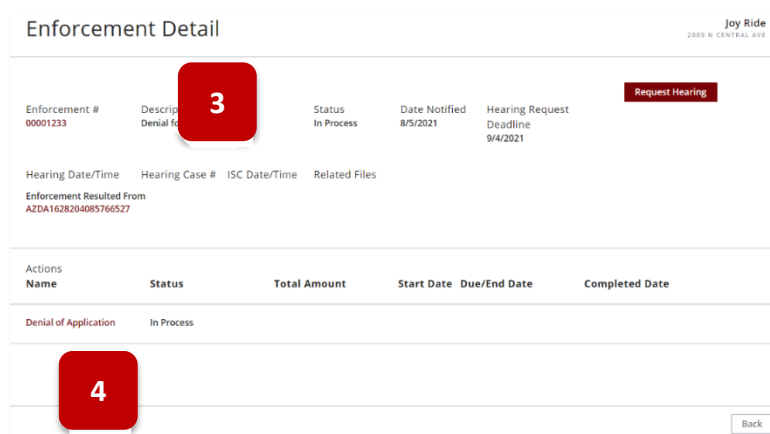 Enforcement Detail
Joy Ride
2005 N CENTRAL AVE
Request Hearing
3
Enforcement # Status Date Notified Hearing Request Deadline
00001233 Denial In Process 8/5/2021 9/4/2021
Hearing Date/Time Hearing Case # ISC Date/Time Related Files
Enforcement Resulted From
AZDA1628204085766527
Actions
Name Status Total Amount Start Date Due/End Date Completed Date
Denial of Application In Process
4
Back